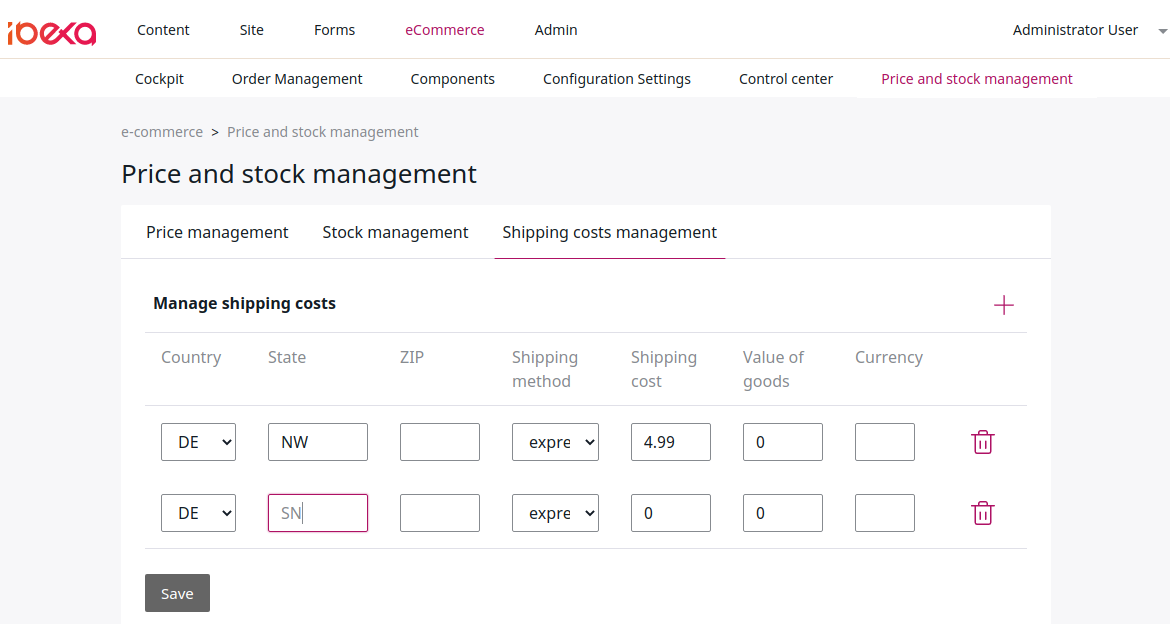 ibexa Content Site Forms eCommerce Admin Administrator User
Cockpit Order Management Components Configuration Settings Control center Price and stock management
e-commerce > Price and stock management
Price and stock management
Price management Stock management Shipping costs management
Manage shipping costs
Country State ZIP Shipping method Shipping cost Value of goods Currency
DE NW expre 4.99 0
DE SN expre 0 0
Save